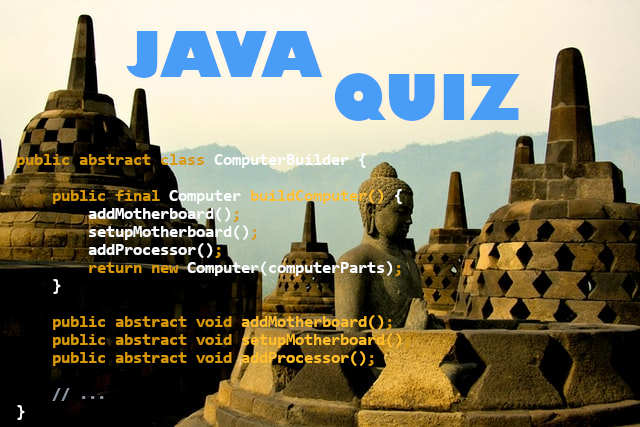 JAVA
QUIZ
public abstract class ComputerBuilder {
public final Computer buildComputer() {
addMotherboard();
setupMotherboard();
addProcessor();
return new Computer(computerParts);
}
public abstract void addMotherboard();
public abstract void setupMotherboard();
public abstract void addProcessor();
// ...
}